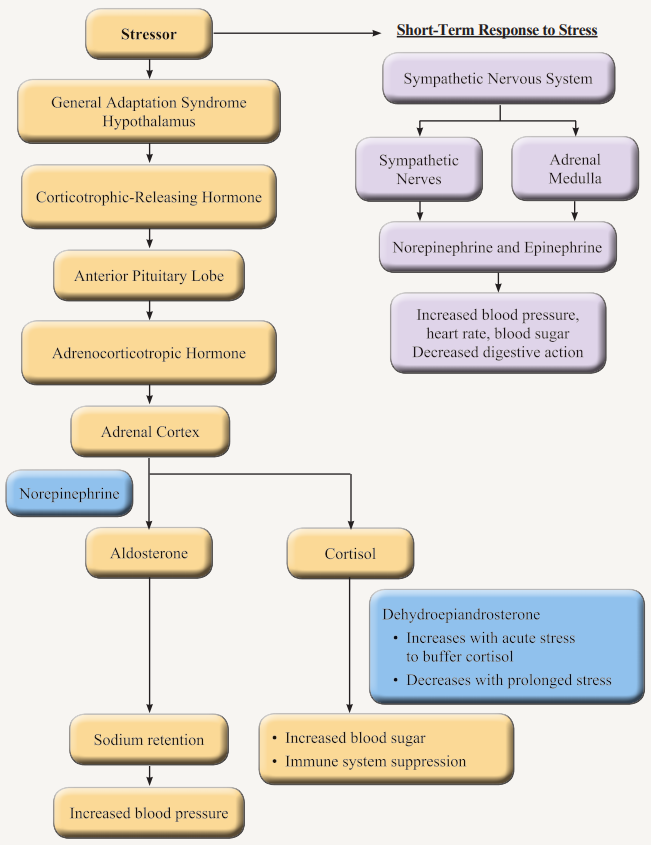 Stressor
Short-Term Response to Stress
General Adaptation Syndrome
Hypothalamus
Corticotrophic-Releasing Hormone
Anterior Pituitary Lobe
Adrenocorticotropic Hormone
Adrenal Cortex
Norepinephrine
Aldosterone
Cortisol
Dehydroepiandrosterone
• Increases with acute stress
to buffer cortisol
• Decreases with prolonged stress
Sodium retention
• Increased blood sugar
• Immune system suppression
Increased blood pressure
Sympathetic Nervous System
Sympathetic
Nerves
Adrenal
Medulla
Norepinephrine and Epinephrine
Increased blood pressure,
heart rate, blood sugar
Decreased digestive action